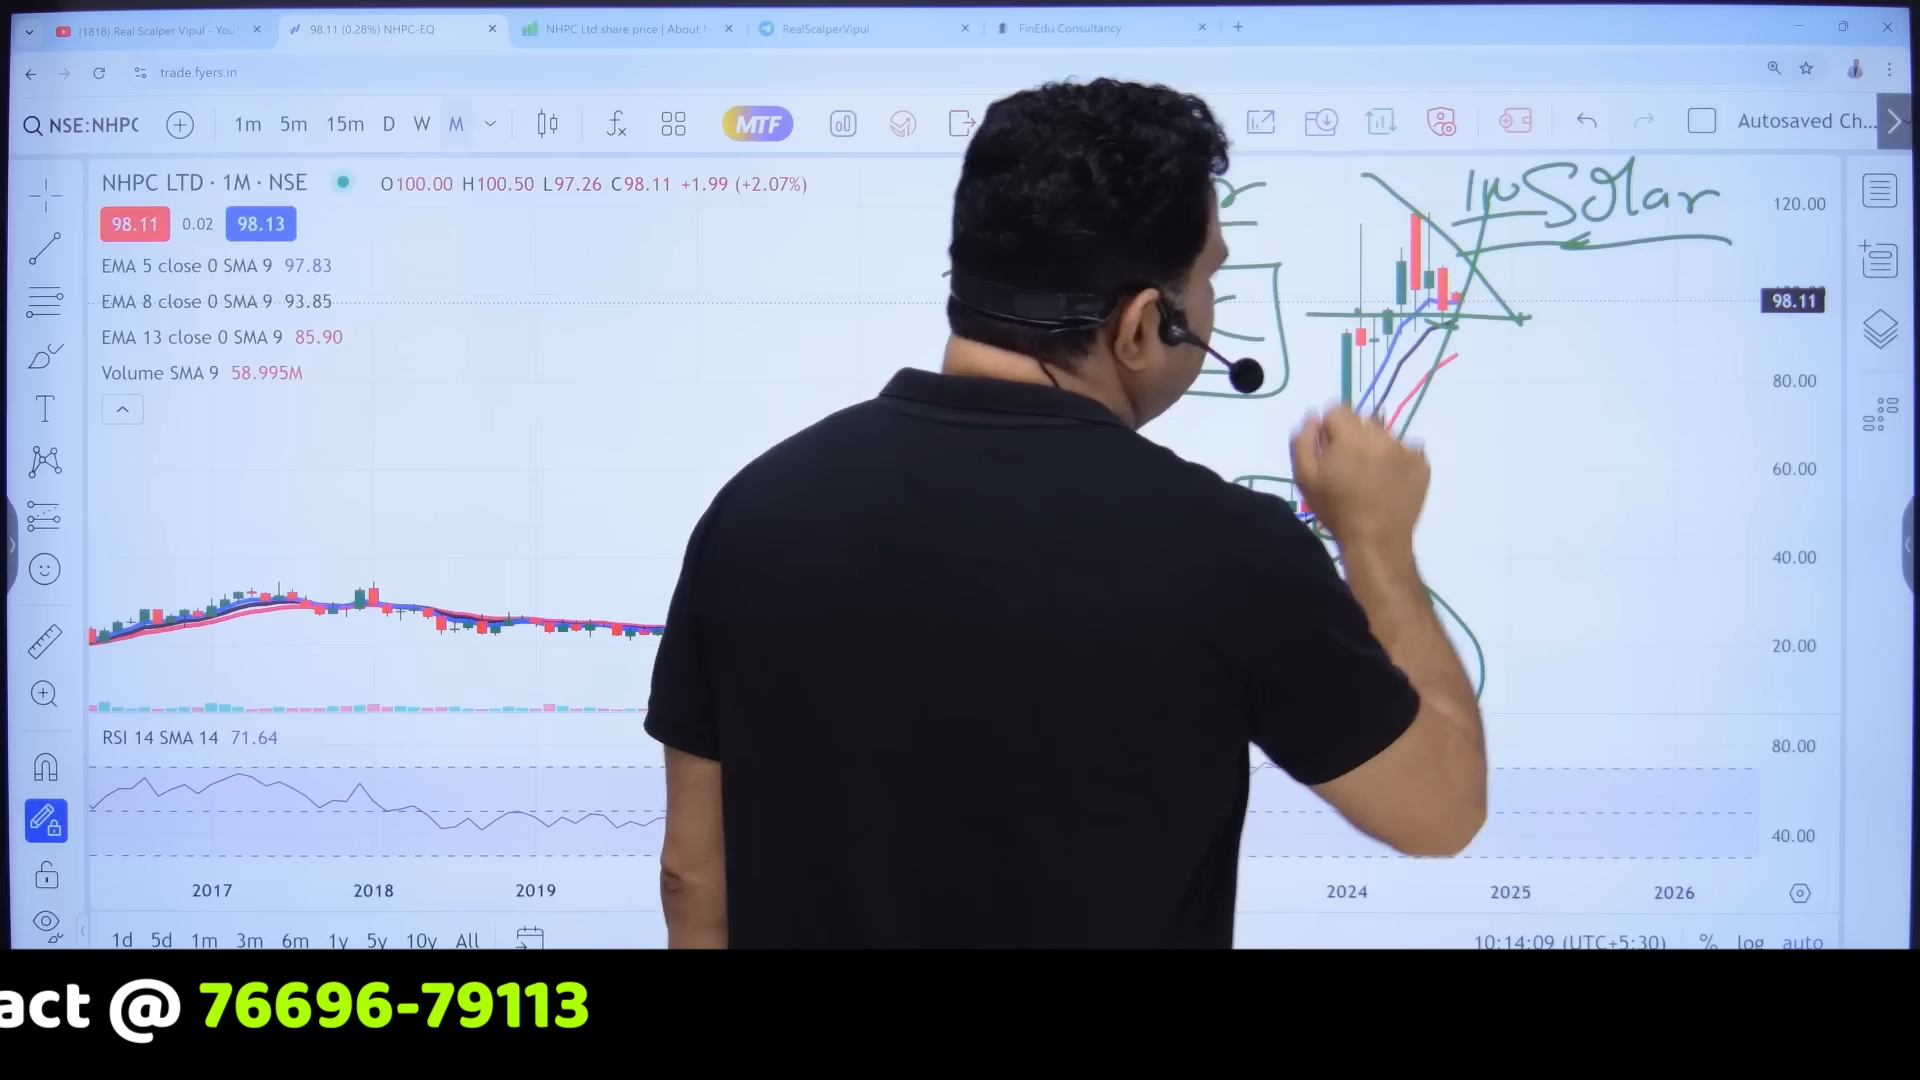 (1818) Real Scalper Vipul - You
98.11 (0.28%) NHPC-EQ
NHPC Ltd share price | About
RealScalperVipul
FinEdu Consultancy
trade.fyers.in
NSE:NHPC
1m 5m 15m D W M
MTF
Autosaved Ch...
NHPC LTD · 1M · NSE
O100.00 H100.50 L97.26 C98.11 +1.99 (+2.07%)
Solar
120.00
98.11 0.02 98.13
EMA 5 close 0 SMA 9 97.83
EMA 8 close 0 SMA 9 93.85
98.11
EMA 13 close 0 SMA 9 85.90
Volume SMA 9 58.995M
80.00
60.00
40.00
20.00
RSI 14 SMA 14 71.64
80.00
40.00
2017 2018 2019 2024 2025 2026
1d 5d 1m 3m 6m 1y 5y 10y All
10:14:09 (UTC+5:30) % log auto
act @ 76696-79113